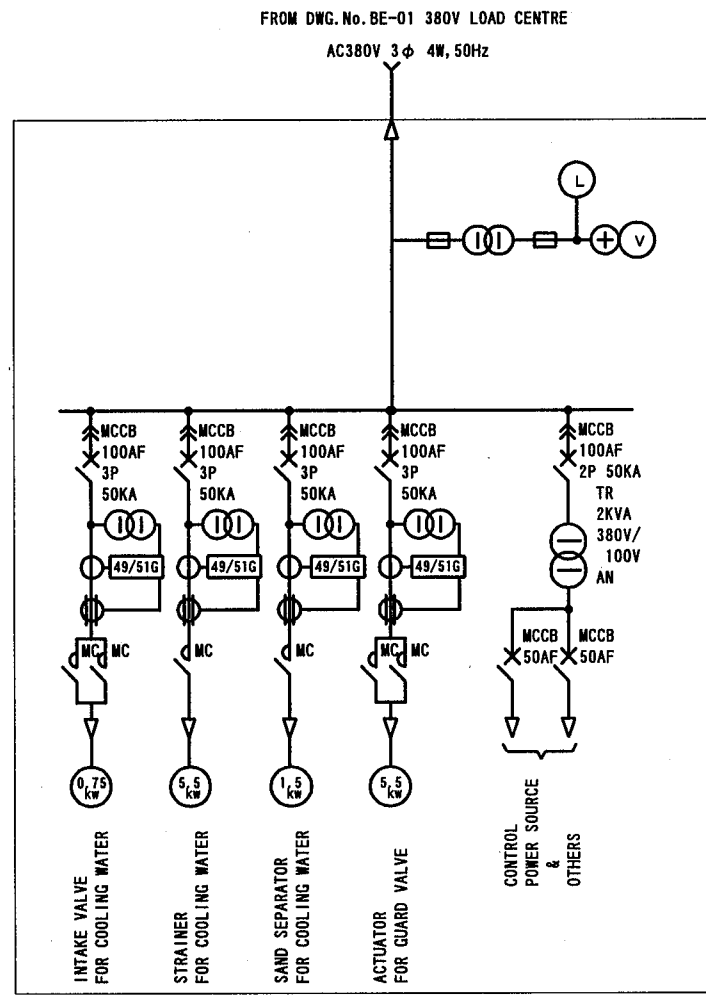 FROM DWG.No.BE-01 380V LOAD CENTRE
AC380V 3φ 4W,50Hz
L
V
MCCB
100AF
3P
50KA
MCCB
100AF
3P
50KA
MCCB
100AF
3P
50KA
MCCB
100AF
3P
50KA
MCCB
100AF
2P 50KA
TR
2KVA
380V/
100V
AN
49/51G
49/51G
49/51G
49/51G
MC
MC
MC
MC
MC
MC
MCCB
50AF
MCCB
50AF
0.75
kw
5.5
kw
1.5
kw
5.5
kw
INTAKE VALVE
FOR COOLING WATER
STRAINER
FOR COOLING WATER
SAND SEPARATOR
FOR COOLING WATER
ACTUATOR
FOR GUARD VALVE
CONTROL
POWER SOURCE
&
OTHERS